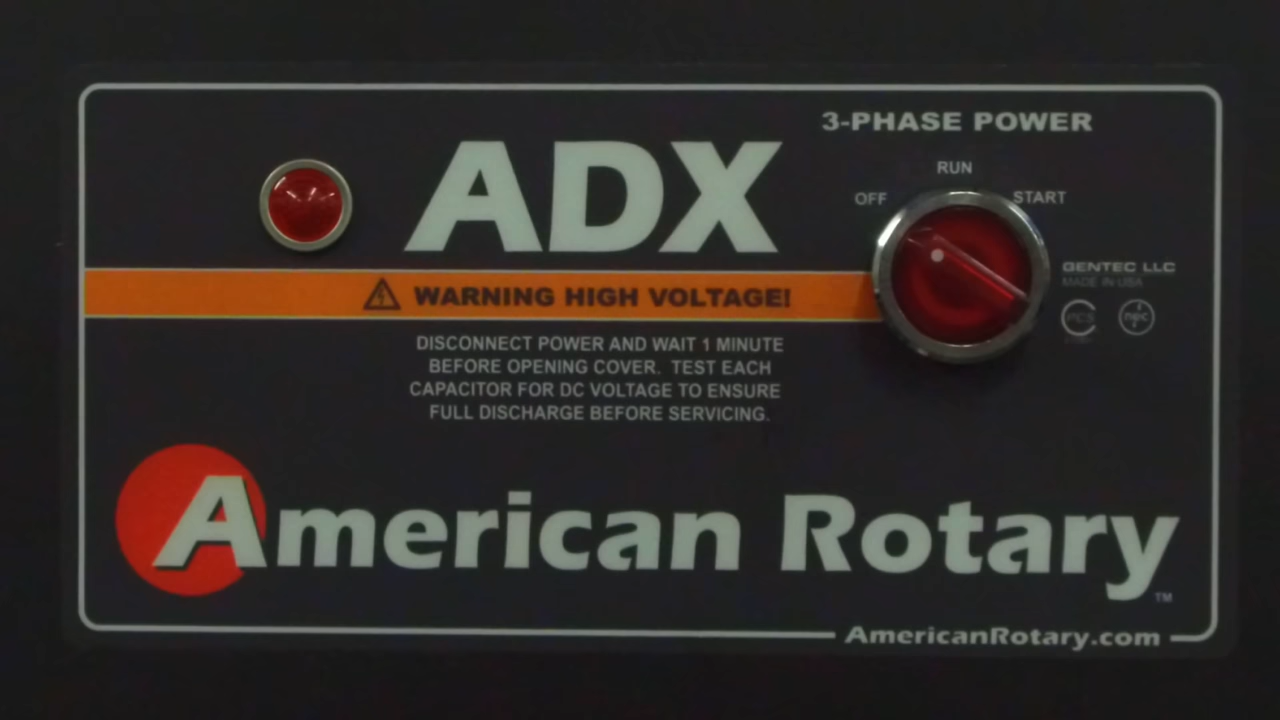 3-PHASE POWER
ADX
RUN
OFF
START
GENTEC LLC
MADE IN USA
WARNING HIGH VOLTAGE!
PCS
DISCONNECT POWER AND WAIT 1 MINUTE
BEFORE OPENING COVER. TEST EACH
CAPACITOR FOR DC VOLTAGE TO ENSURE
FULL DISCHARGE BEFORE SERVICING.
American Rotary
TM
AmericanRotary.com